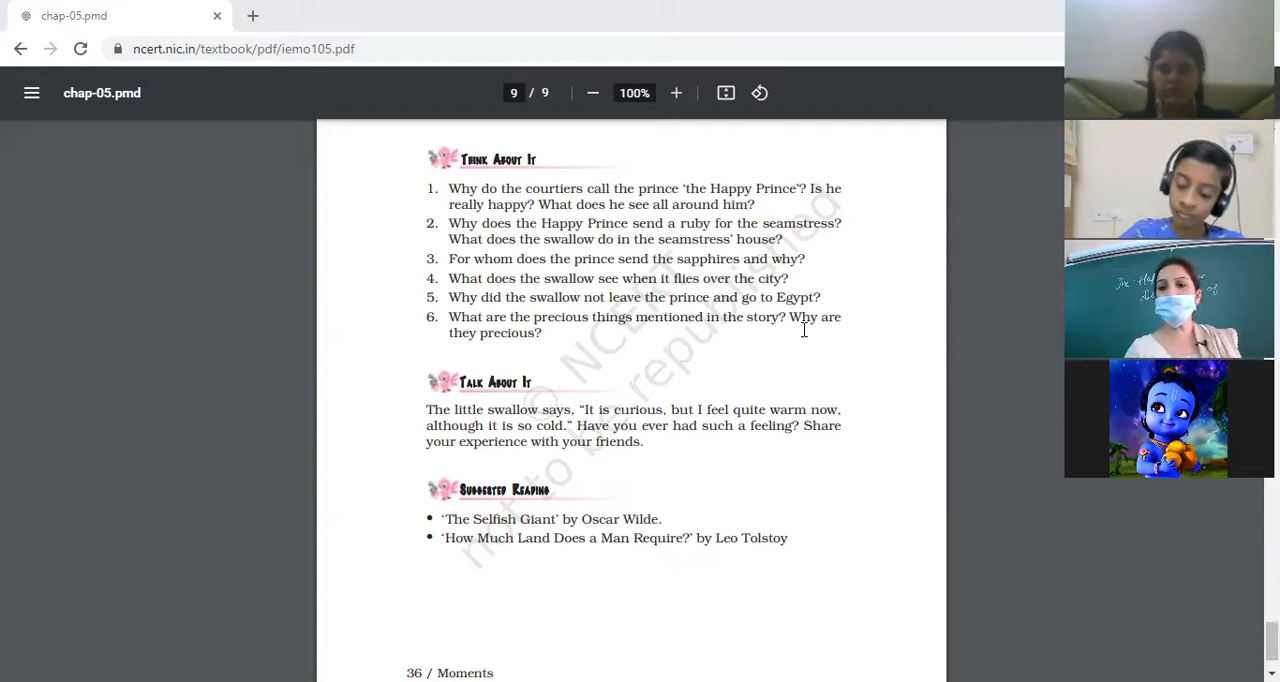 chap-05.pmd
ncert.nic.in/textbook/pdf/iemo105.pdf
chap-05.pmd
9 / 9
100%
Think About It
1. Why do the courtiers call the prince ‘the Happy Prince’? Is he
really happy? What does he see all around him?
2. Why does the Happy Prince send a ruby for the seamstress?
What does the swallow do in the seamstress’ house?
3. For whom does the prince send the sapphires and why?
4. What does the swallow see when it flies over the city?
5. Why did the swallow not leave the prince and go to Egypt?
6. What are the precious things mentioned in the story? Why are
they precious?
Talk About It
The little swallow says, “It is curious, but I feel quite warm now,
although it is so cold.” Have you ever had such a feeling? Share
your experience with your friends.
Suggested Reading
• ‘The Selfish Giant’ by Oscar Wilde.
• ‘How Much Land Does a Man Require?’ by Leo Tolstoy
36 / Moments
© NCERT
not to be republished